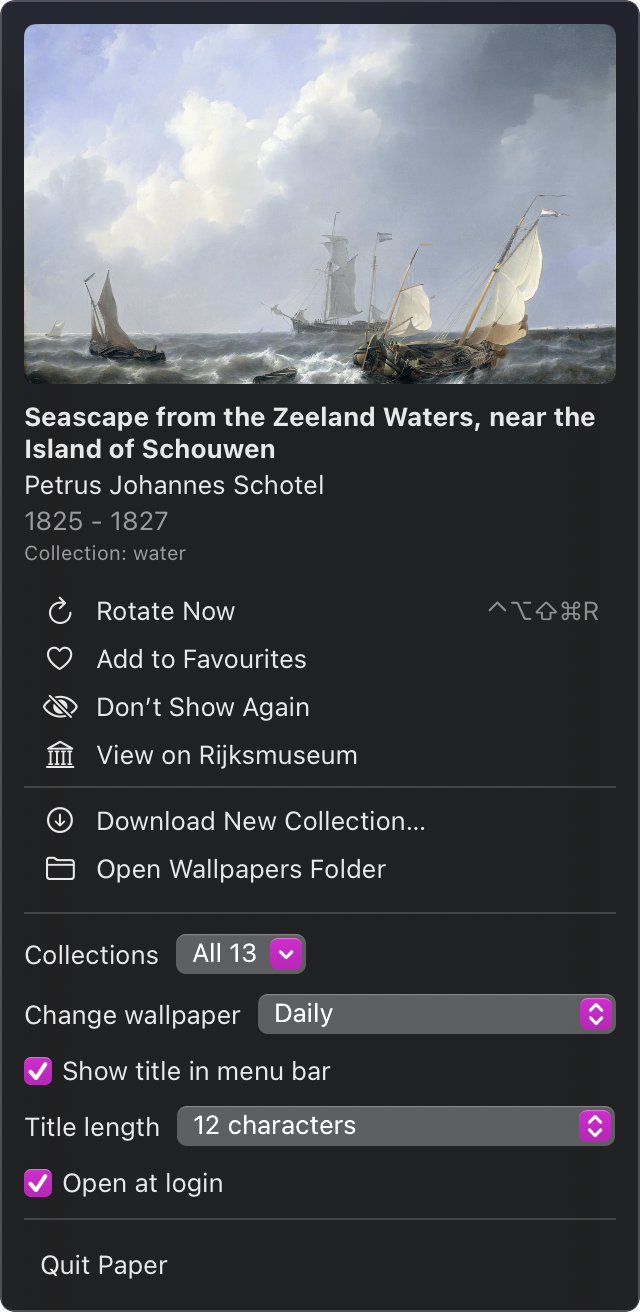 Seascape from the Zeeland Waters, near the
Island of Schouwen
Petrus Johannes Schotel
1825 - 1827
Collection: water
Rotate Now ⌃⌥⇧⌘R
Add to Favourites
Don’t Show Again
View on Rijksmuseum
Download New Collection...
Open Wallpapers Folder
Collections All 13
Change wallpaper Daily
Show title in menu bar
Title length 12 characters
Open at login
Quit Paper